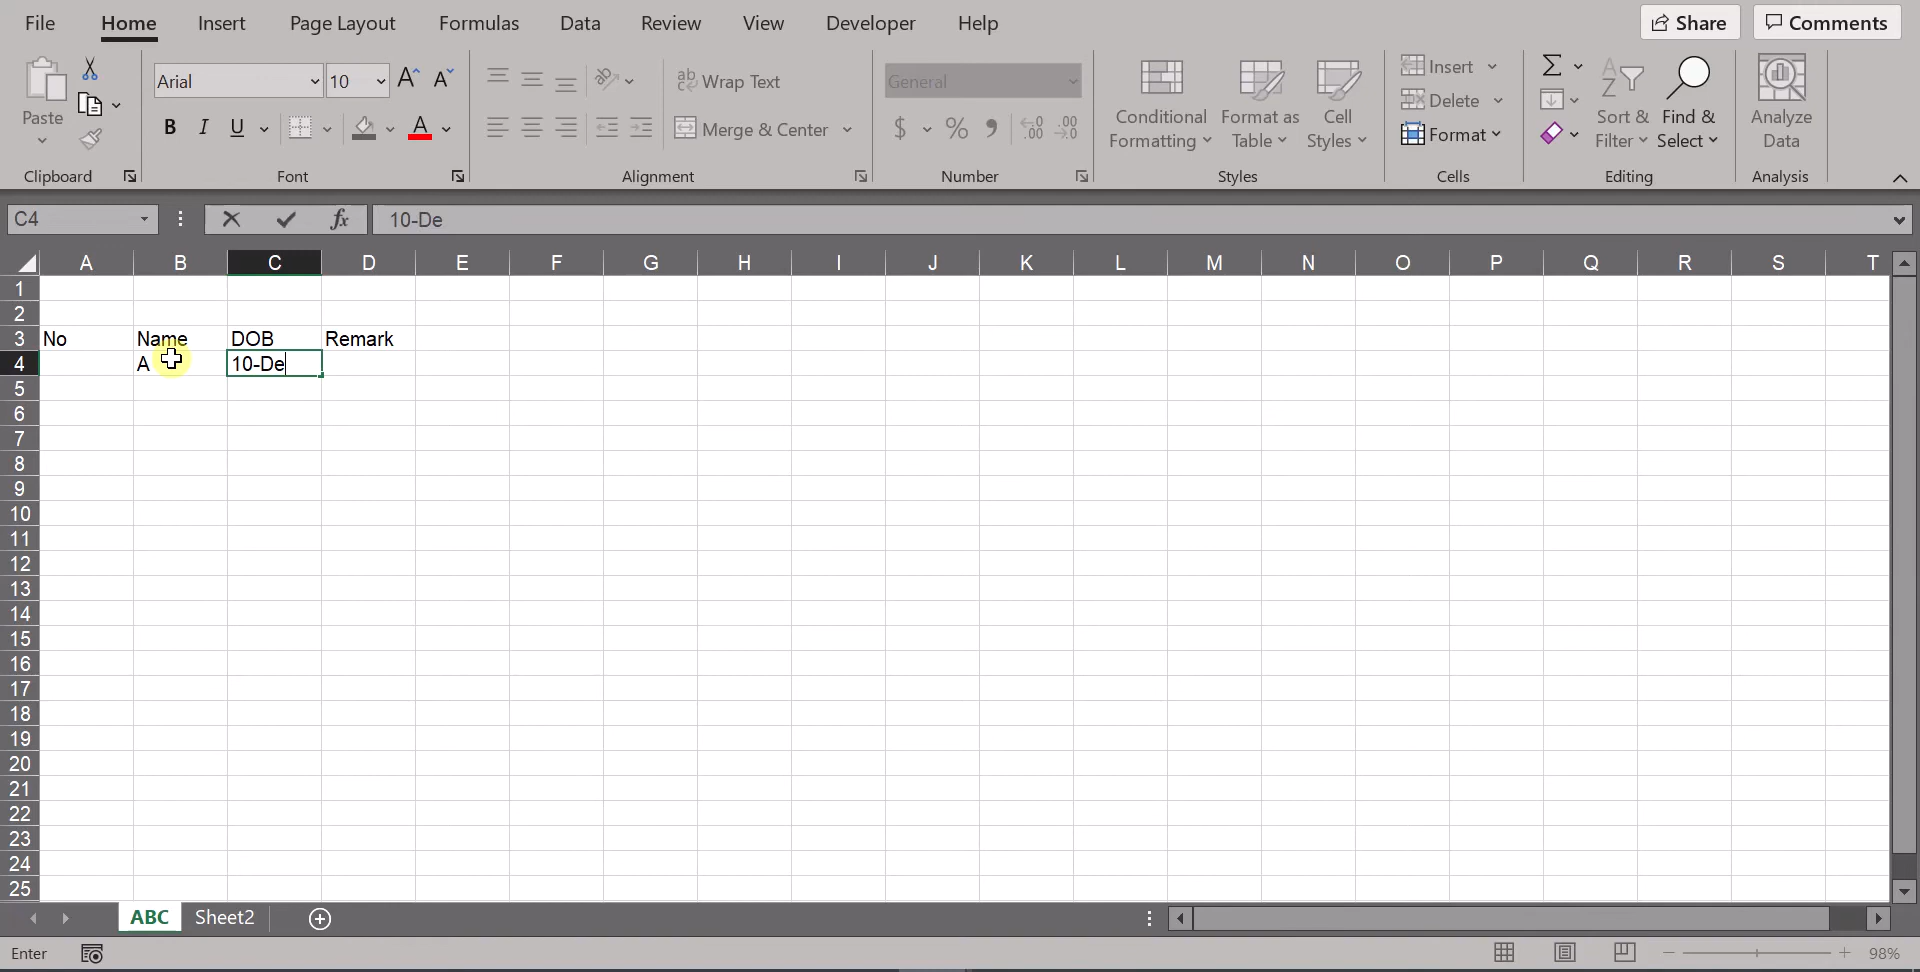 File Home Insert Page Layout Formulas Data Review View Developer Help Share Comments
Arial 10 A A ab Wrap Text General Insert Σ
Paste Conditional Format as Cell Delete Sort & Find & Analyze
B I U A Merge & Center $ % , .00 .00 Formatting Table Styles Format Filter Select Data
Clipboard Font Alignment Number Styles Cells Editing Analysis
C4 fx 10-De
A B C D E F G H I J K L M N O P Q R S T
1
2
3 No Name DOB Remark
4 A 10-De
5
6
7
8
9
10
11
12
13
14
15
16
17
18
19
20
21
22
23
24
25
ABC Sheet2
Enter 98%